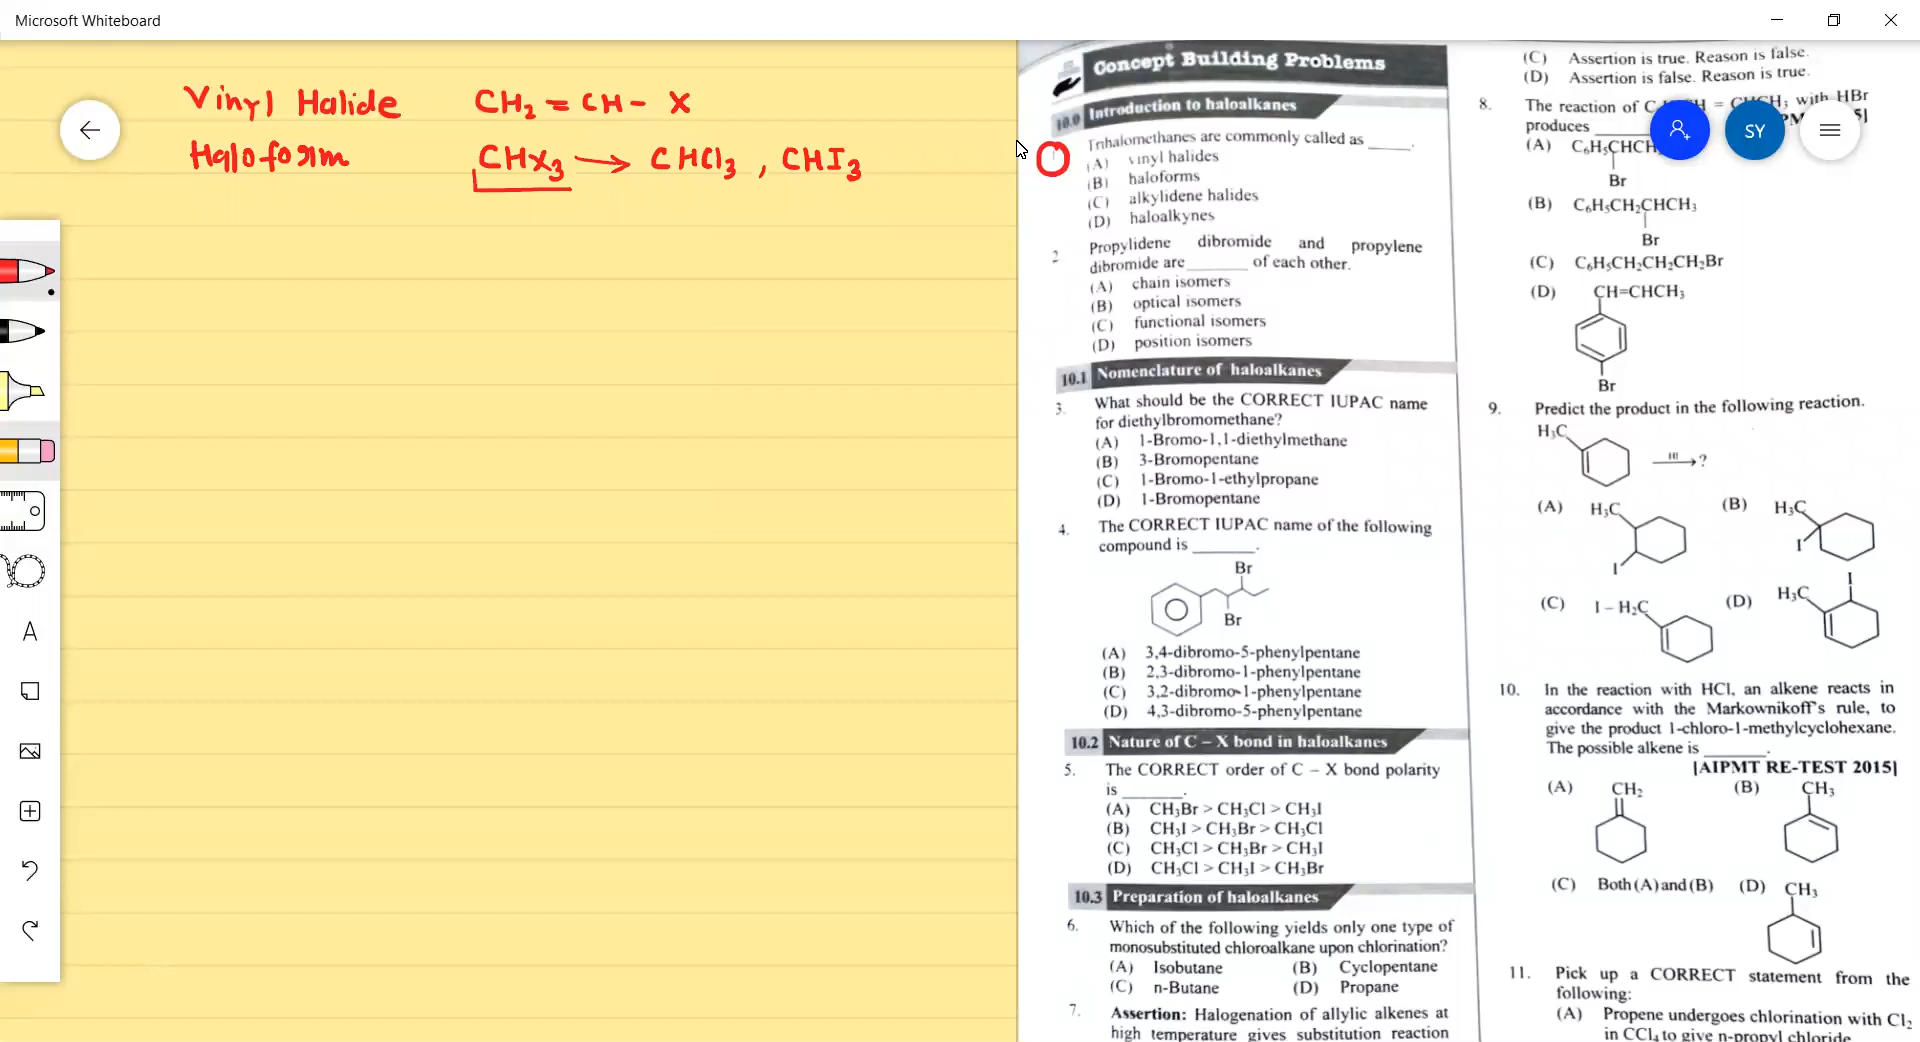 Microsoft Whiteboard
Vinyl Halide CH2 = CH - X
Haloform CHX3 → CHCl3 , CHI3
SY
A
Concept Building Problems
10.0 Introduction to haloalkanes
Trihalomethanes are commonly called as ____.
(A) vinyl halides
(B) haloforms
(C) alkylidene halides
(D) haloalkynes
2 Propylidene dibromide and propylene
dibromide are ______ of each other.
(A) chain isomers
(B) optical isomers
(C) functional isomers
(D) position isomers
10.1 Nomenclature of haloalkanes
3. What should be the CORRECT IUPAC name
for diethylbromomethane?
(A) 1-Bromo-1,1-diethylmethane
(B) 3-Bromopentane
(C) 1-Bromo-1-ethylpropane
(D) 1-Bromopentane
4. The CORRECT IUPAC name of the following
compound is ______.
Br
Br
(A) 3,4-dibromo-5-phenylpentane
(B) 2,3-dibromo-1-phenylpentane
(C) 3,2-dibromo-1-phenylpentane
(D) 4,3-dibromo-5-phenylpentane
10.2 Nature of C – X bond in haloalkanes
5. The CORRECT order of C – X bond polarity
is ______.
(A) CH3Br > CH3Cl > CH3I
(B) CH3I > CH3Br > CH3Cl
(C) CH3Cl > CH3Br > CH3I
(D) CH3Cl > CH3I > CH3Br
10.3 Preparation of haloalkanes
6. Which of the following yields only one type of
monosubstituted chloroalkane upon chlorination?
(A) Isobutane (B) Cyclopentane
(C) n-Butane (D) Propane
7. Assertion: Halogenation of allylic alkenes at
high temperature gives substitution reaction
(C) Assertion is true. Reason is false.
(D) Assertion is false. Reason is true.
8. The reaction of C = CHCH3 with HBr
produces ______
(A) C6H5CHCH
Br
(B) C6H5CH2CHCH3
Br
(C) C6H5CH2CH2CH2Br
(D) CH=CHCH3
Br
9. Predict the product in the following reaction.
H3C
HI → ?
(A) H3C (B) H3C
I I
(C) I – H2C (D) H3C I
10. In the reaction with HCl, an alkene reacts in
accordance with the Markownikoff's rule, to
give the product 1-chloro-1-methylcyclohexane.
The possible alkene is ______.
[AIPMT RE-TEST 2015]
(A) CH2 (B) CH3
(C) Both (A) and (B) (D) CH3
11. Pick up a CORRECT statement from the
following:
(A) Propene undergoes chlorination with Cl2
in CCl4 to give n-propyl chloride